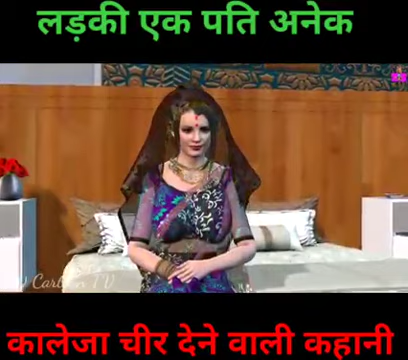 लड़की एक पति अनेक
कालेजा चीर देने वाली कहानी